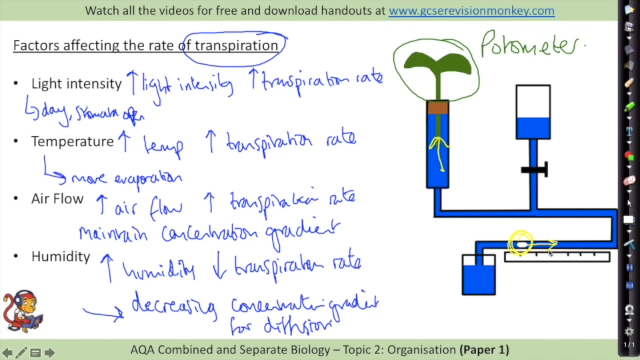 Watch all the videos for free and download handouts at www.gcserevisionmonkey.com
Factors affecting the rate of transpiration
Potometer
• Light intensity ↑ light intensity ↑ transpiration rate
↳ day, stomata open
• Temperature ↑ temp ↑ transpiration rate
↳ more evaporation
• Air Flow ↑ air flow ↑ transpiration rate
maintain concentration gradient
• Humidity ↑ humidity ↓ transpiration rate
→ decreasing concentration gradient
for diffusion
AQA Combined and Separate Biology – Topic 2: Organisation (Paper 1)
1/1